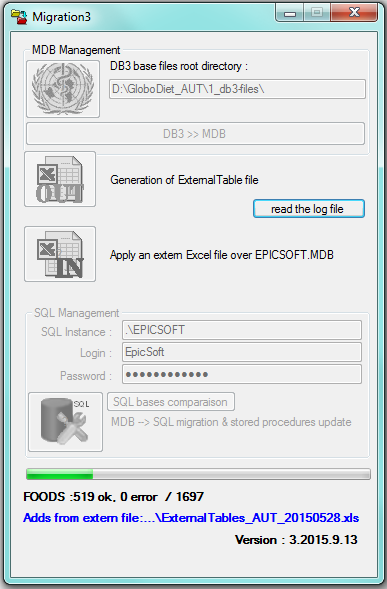 Migration3
MDB Management
DB3 base files root directory :
D:\GloboDiet_AUT\1_db3-files\
DB3 >> MDB
OUT
Generation of ExternalTable file
read the log file
IN
Apply an extern Excel file over EPICSOFT.MDB
SQL Management
SQL Instance : .\EPICSOFT
Login : EpicSoft
Password : ●●●●●●●●●●●●
SQL
SQL bases comparaison
MDB --> SQL migration & stored procedures update
FOODS :519 ok, 0 error / 1697
Adds from extern file:...\ExternalTables_AUT_20150528.xls
Version : 3.2015.9.13